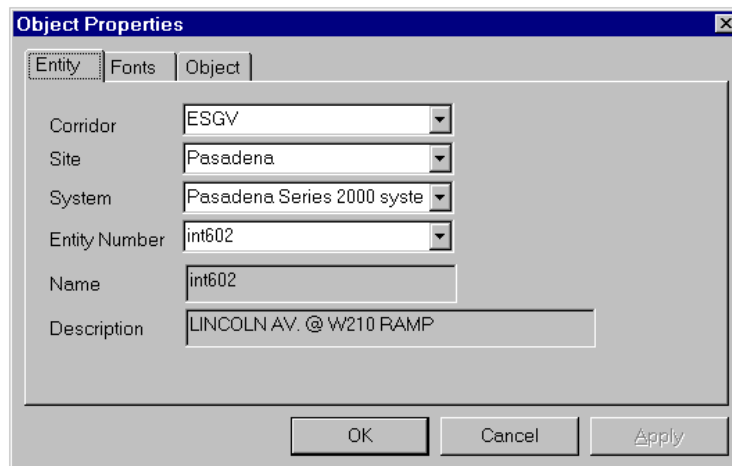 Object Properties
Entity Fonts Object
Corridor ESGV
Site Pasadena
System Pasadena Series 2000 syste
Entity Number int602
Name int602
Description LINCOLN AV. @ W210 RAMP
OK Cancel Apply